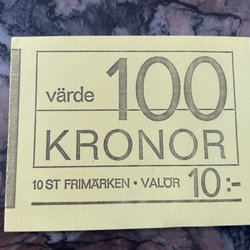 värde 100
KRONOR
10 ST FRIMÄRKEN • VALÖR 10:-